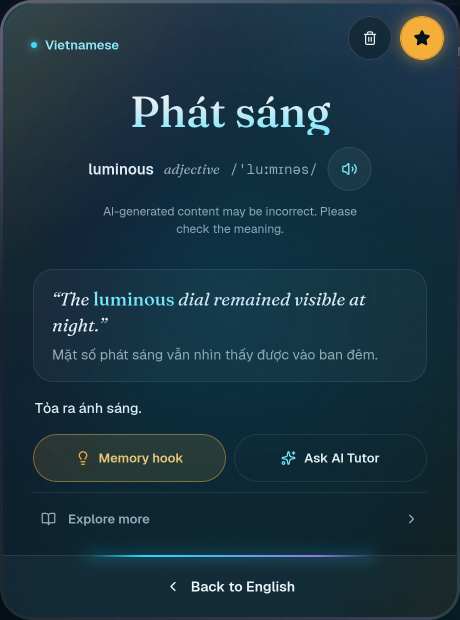 Vietnamese
Phát sáng
luminous adjective /ˈluːmɪnəs/
AI-generated content may be incorrect. Please
check the meaning.
“The luminous dial remained visible at
night.”
Mặt số phát sáng vẫn nhìn thấy được vào ban đêm.
Tỏa ra ánh sáng.
Memory hook
Ask AI Tutor
Explore more
Back to English